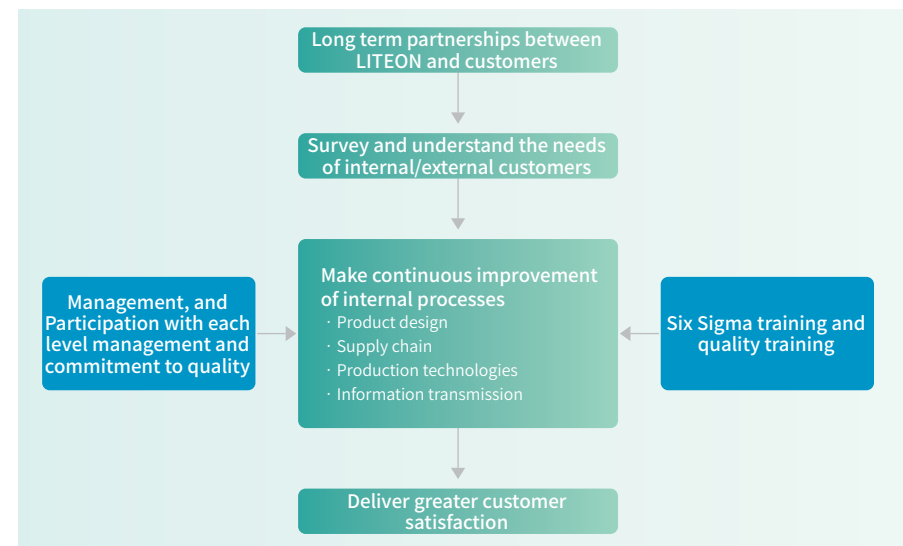 Long term partnerships between
LITEON and customers
Survey and understand the needs
of internal/external customers
Management, and
Participation with each
level management and
commitment to quality
Make continuous improvement
of internal processes
· Product design
· Supply chain
· Production technologies
· Information transmission
Six Sigma training and
quality training
Deliver greater customer
satisfaction